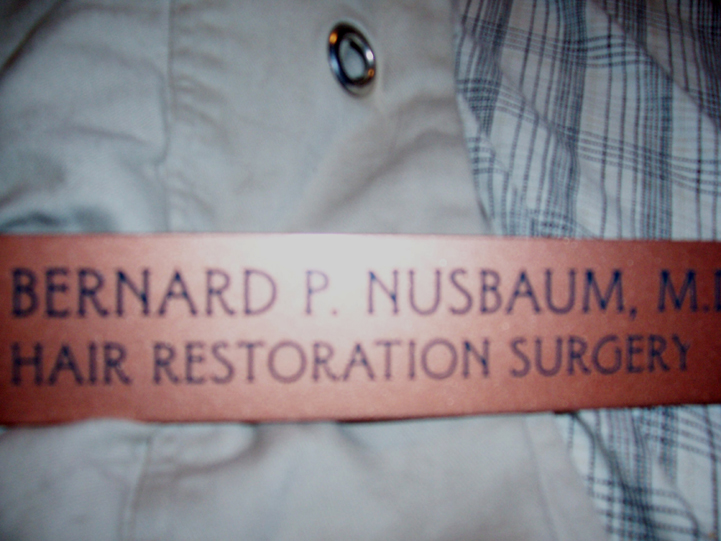 BERNARD P. NUSBAUM, M.D
HAIR RESTORATION SURGERY